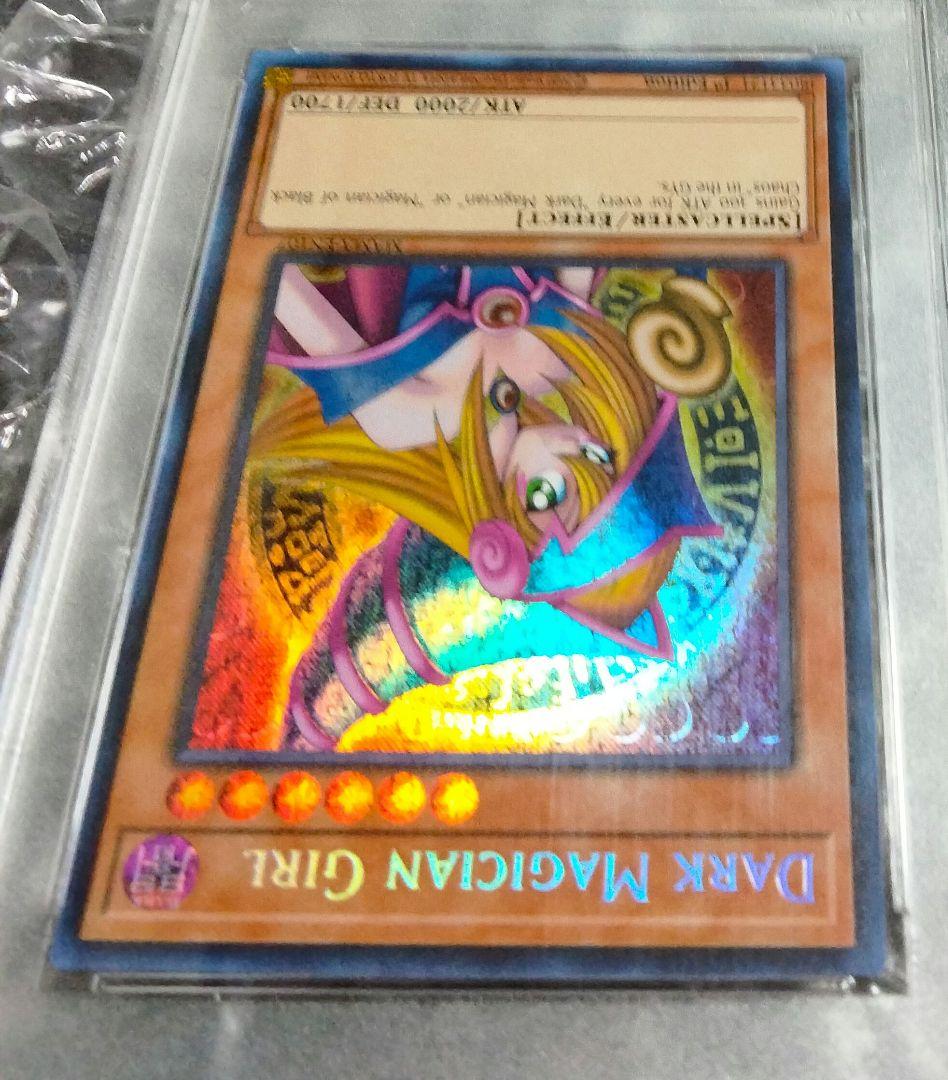 DARK MAGICIAN GIRL
[SPELLCASTER/EFFECT]
Gains 300 ATK for every "Dark Magician" or "Magician of Black
Chaos" in the GYs.
ATK/2000 DEF/1700
1st Edition